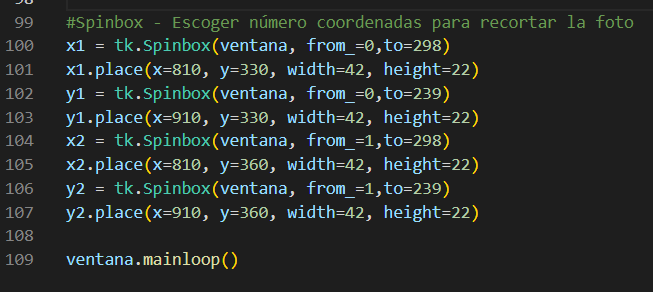 99 #Spinbox - Escoger número coordenadas para recortar la foto
100 x1 = tk.Spinbox(ventana, from_=0,to=298)
101 x1.place(x=810, y=330, width=42, height=22)
102 y1 = tk.Spinbox(ventana, from_=0,to=239)
103 y1.place(x=910, y=330, width=42, height=22)
104 x2 = tk.Spinbox(ventana, from_=1,to=298)
105 x2.place(x=810, y=360, width=42, height=22)
106 y2 = tk.Spinbox(ventana, from_=1,to=239)
107 y2.place(x=910, y=360, width=42, height=22)
108
109 ventana.mainloop()